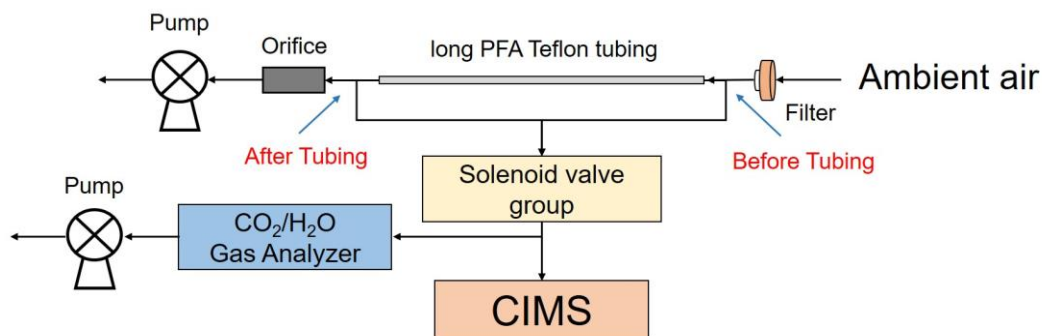 Pump
Orifice
long PFA Teflon tubing
Ambient air
Filter
After Tubing
Before Tubing
Solenoid valve
group
Pump
CO₂/H₂O
Gas Analyzer
CIMS